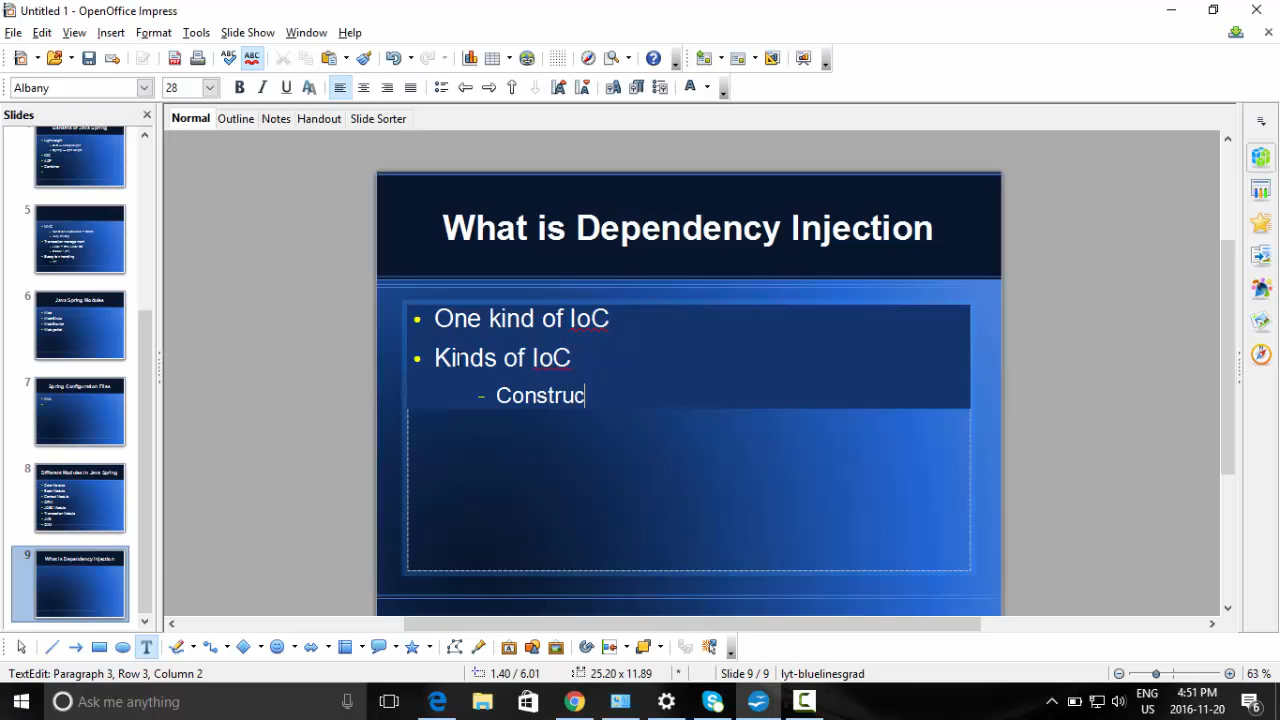 Untitled 1 - OpenOffice Impress
File Edit View Insert Format Tools Slide Show Window Help
Albany 28
Slides
Normal Outline Notes Handout Slide Sorter
5
6
Java Spring Modules
7
Spring Configuration Files
8
Different Modules in Java Spring
9
What is Dependency Injection
What is Dependency Injection
One kind of IoC
Kinds of IoC
– Construc
TextEdit: Paragraph 3, Row 3, Column 2 1.40 / 6.01 25.20 x 11.89 * Slide 9 / 9 lyt-bluelinesgrad 63 %
Ask me anything
ENG 4:51 PM
US 2016-11-20
6